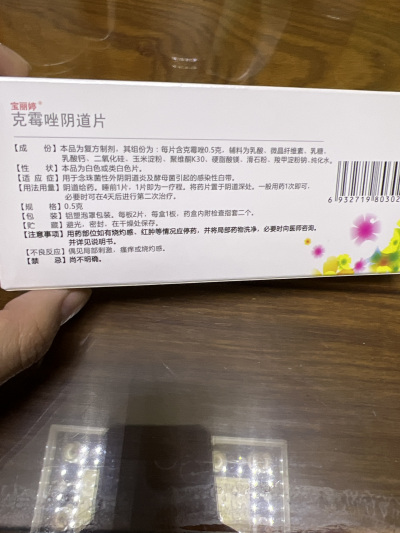 宝丽婷®
克霉唑阴道片
【成 份】本品为复方制剂，其组份为：每片含克霉唑0.5克，辅料为乳酸、微晶纤维素、乳糖、
乳酸钙、二氧化硅、玉米淀粉、聚维酮K30、硬脂酸镁、滑石粉、羧甲淀粉钠、纯化水。
【性 状】本品为白色或类白色片。
【适 应 症】用于念珠菌性外阴阴道炎及酵母菌引起的感染性白带。
【用法用量】阴道给药。睡前1片，1片即为一疗程。将药片置于阴道深处。一般用药1次即可，
必要时可在4天后进行第二次治疗。
【规 格】0.5克
【包 装】铝塑泡罩包装。每板2片，每盒1板，药盒内附检查指套二个。
【贮 藏】避光，密封，在干燥处保存。
【注意事项】用药部位如有烧灼感、红肿等情况应停药，并将局部药物洗净，必要时向医师咨询。
并详见说明书。
【不良反应】偶见局部刺激，瘙痒或烧灼感。
【禁 忌】尚不明确。
6 932719 80302